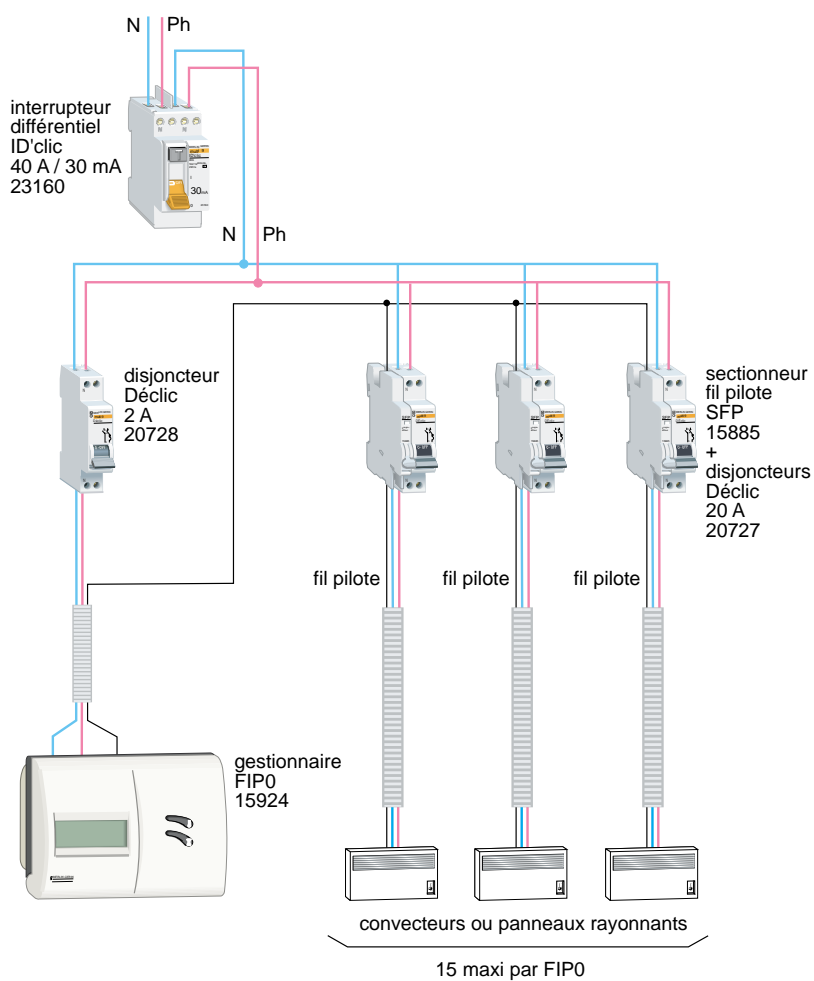 N Ph
interrupteur
différentiel
ID'clic
40 A / 30 mA
23160
30mA
N Ph
disjoncteur
Déclic
2 A
20728
sectionneur
fil pilote
SFP
15885
+
disjoncteurs
Déclic
20 A
20727
fil pilote
fil pilote
fil pilote
gestionnaire
FIP0
15924
convecteurs ou panneaux rayonnants
15 maxi par FIP0